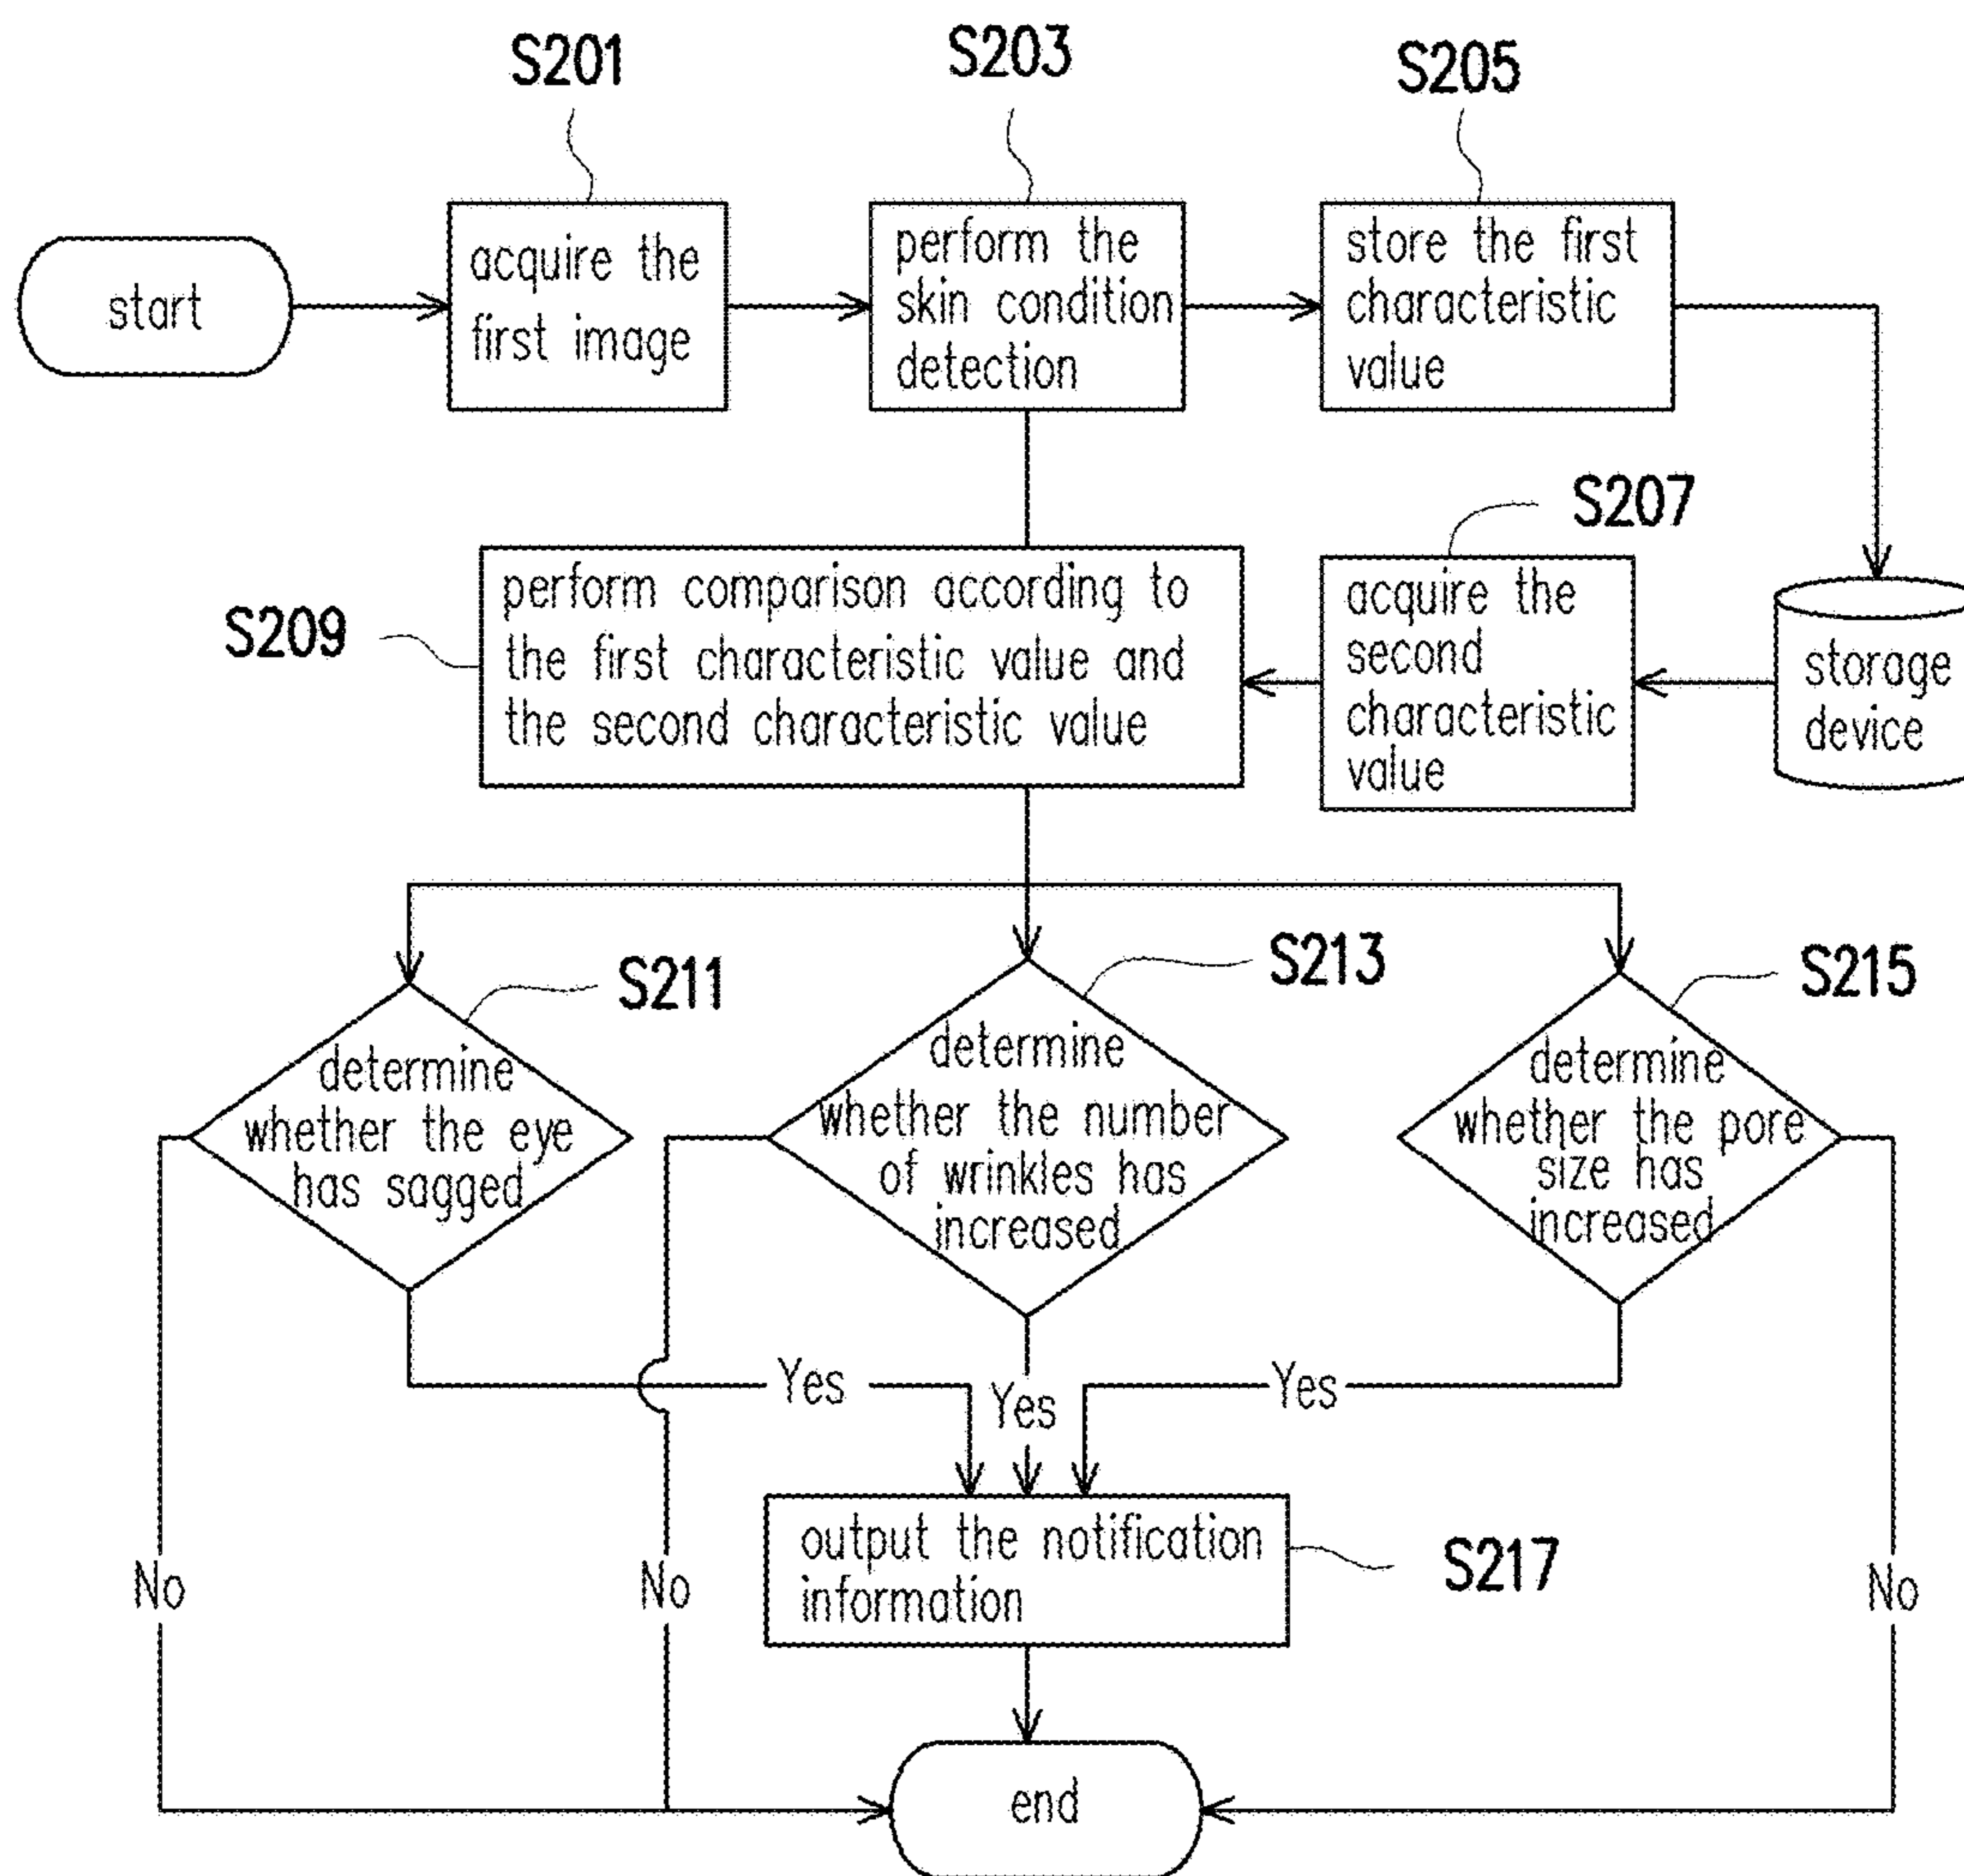 S201
S203
S205
start
acquire the
first image
perform the
skin condition
detection
store the first
characteristic
value
S207
S209
perform comparison according to
the first characteristic value and
the second characteristic value
acquire the
second
characteristic
value
storage
device
S211
S213
S215
determine
whether the eye
has sagged
determine
whether the number
of wrinkles has
increased
determine
whether the pore
size has
increased
Yes
Yes
Yes
output the notification
information
S217
No
No
No
end